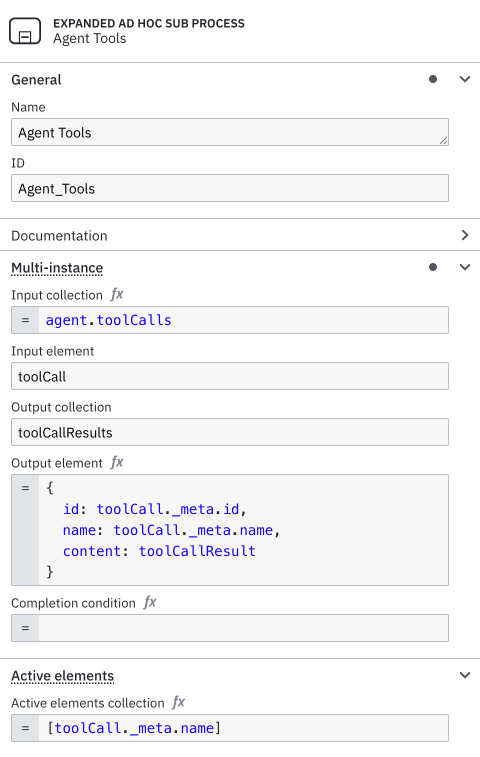 EXPANDED AD HOC SUB PROCESS
Agent Tools
General
Name
Agent Tools
ID
Agent_Tools
Documentation
Multi-instance
Input collection fx
= agent.toolCalls
Input element
toolCall
Output collection
toolCallResults
Output element fx
= {
id: toolCall._meta.id,
name: toolCall._meta.name,
content: toolCallResult
}
Completion condition fx
=
Active elements
Active elements collection fx
= [toolCall._meta.name]